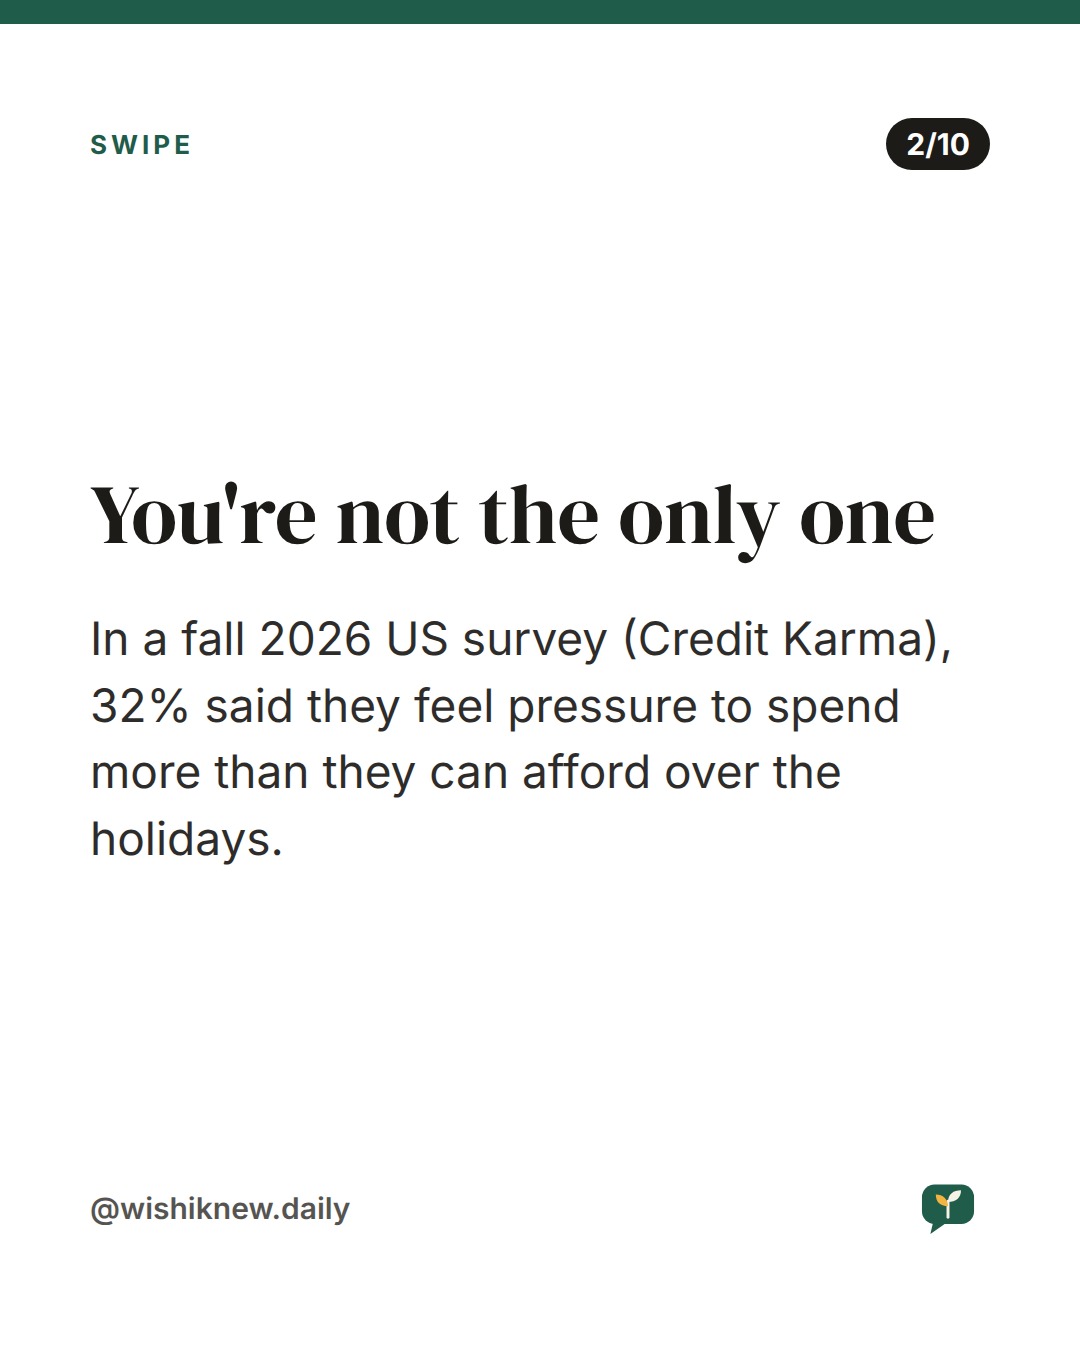 SWIPE
2/10
You're not the only one
In a fall 2026 US survey (Credit Karma),
32% said they feel pressure to spend
more than they can afford over the
holidays.
@wishiknew.daily